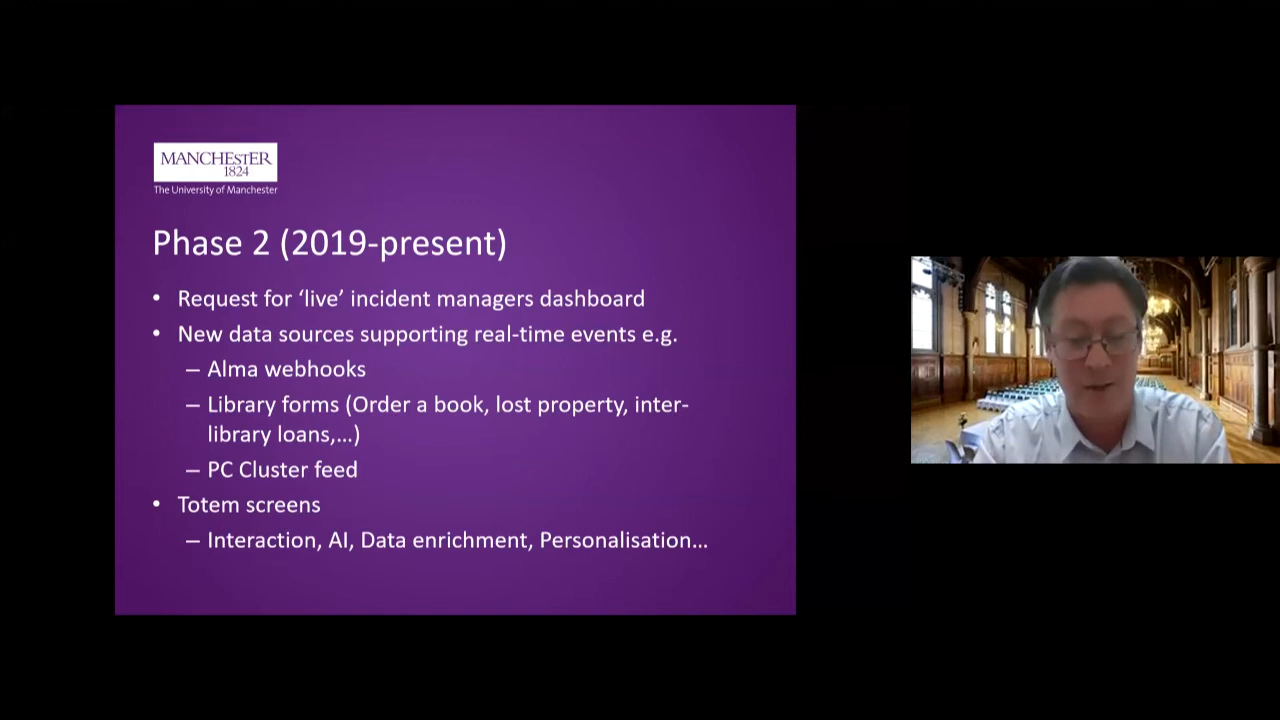 MANCHESTER
1824
The University of Manchester
Phase 2 (2019-present)
• Request for ‘live’ incident managers dashboard
• New data sources supporting real-time events e.g.
– Alma webhooks
– Library forms (Order a book, lost property, inter-
library loans,…)
– PC Cluster feed
• Totem screens
– Interaction, AI, Data enrichment, Personalisation…